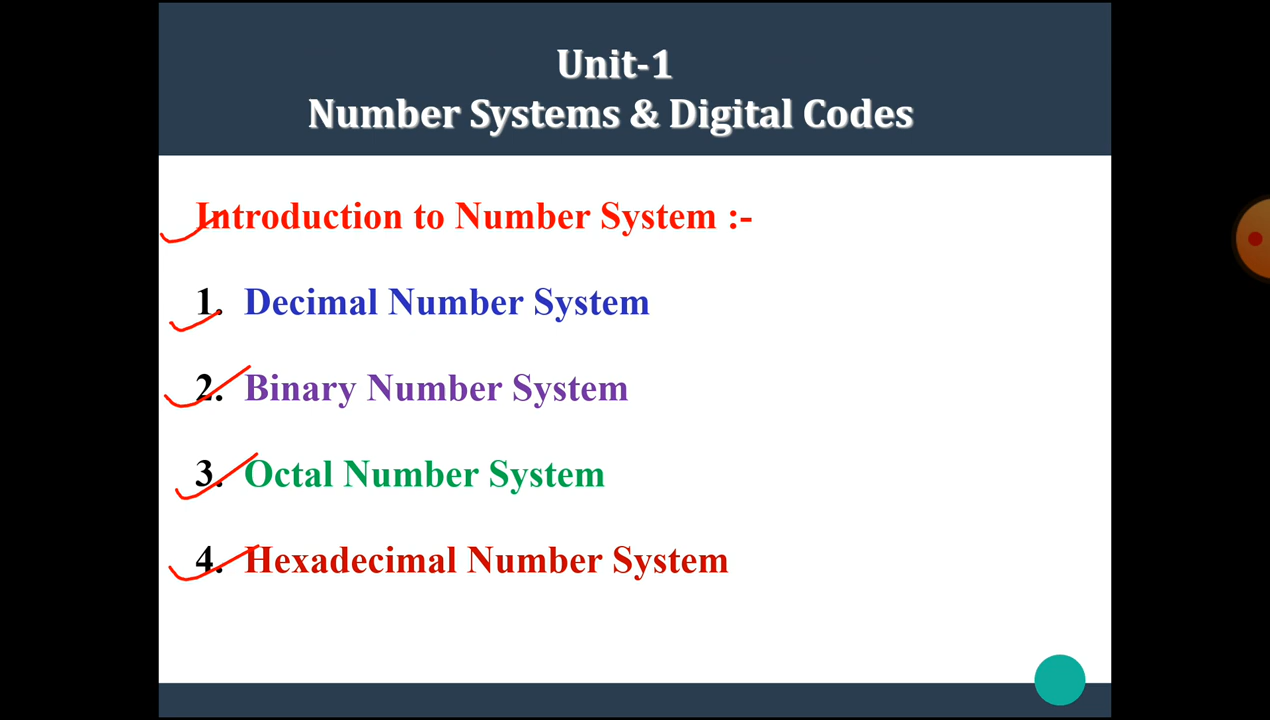 Unit-1
Number Systems & Digital Codes
Introduction to Number System :-
1. Decimal Number System
2. Binary Number System
3. Octal Number System
4. Hexadecimal Number System